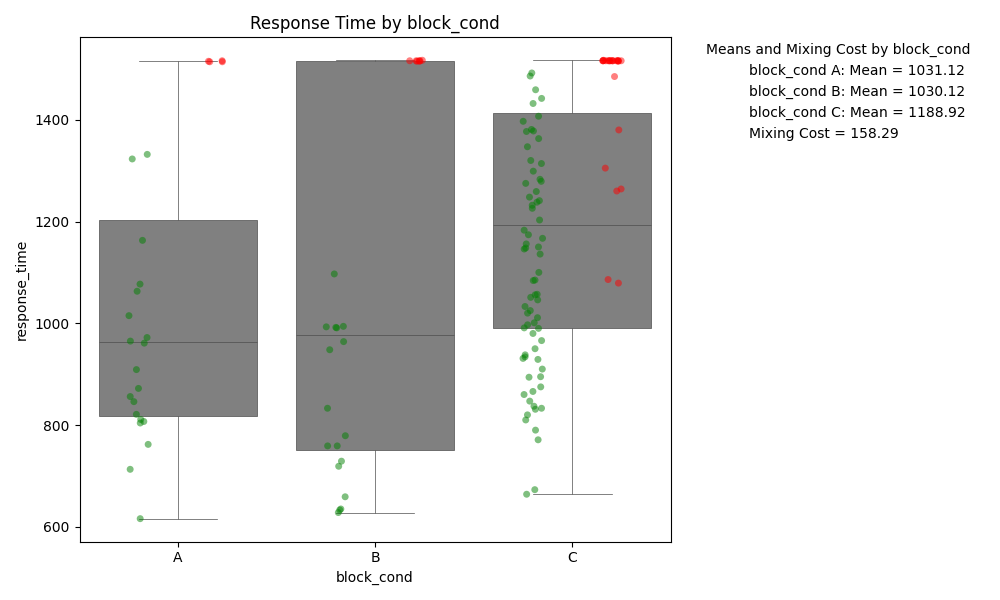 Response Time by block_cond
Means and Mixing Cost by block_cond
block_cond A: Mean = 1031.12
block_cond B: Mean = 1030.12
block_cond C: Mean = 1188.92
Mixing Cost = 158.29
response_time
1400
1200
1000
800
600
A
B
C
block_cond